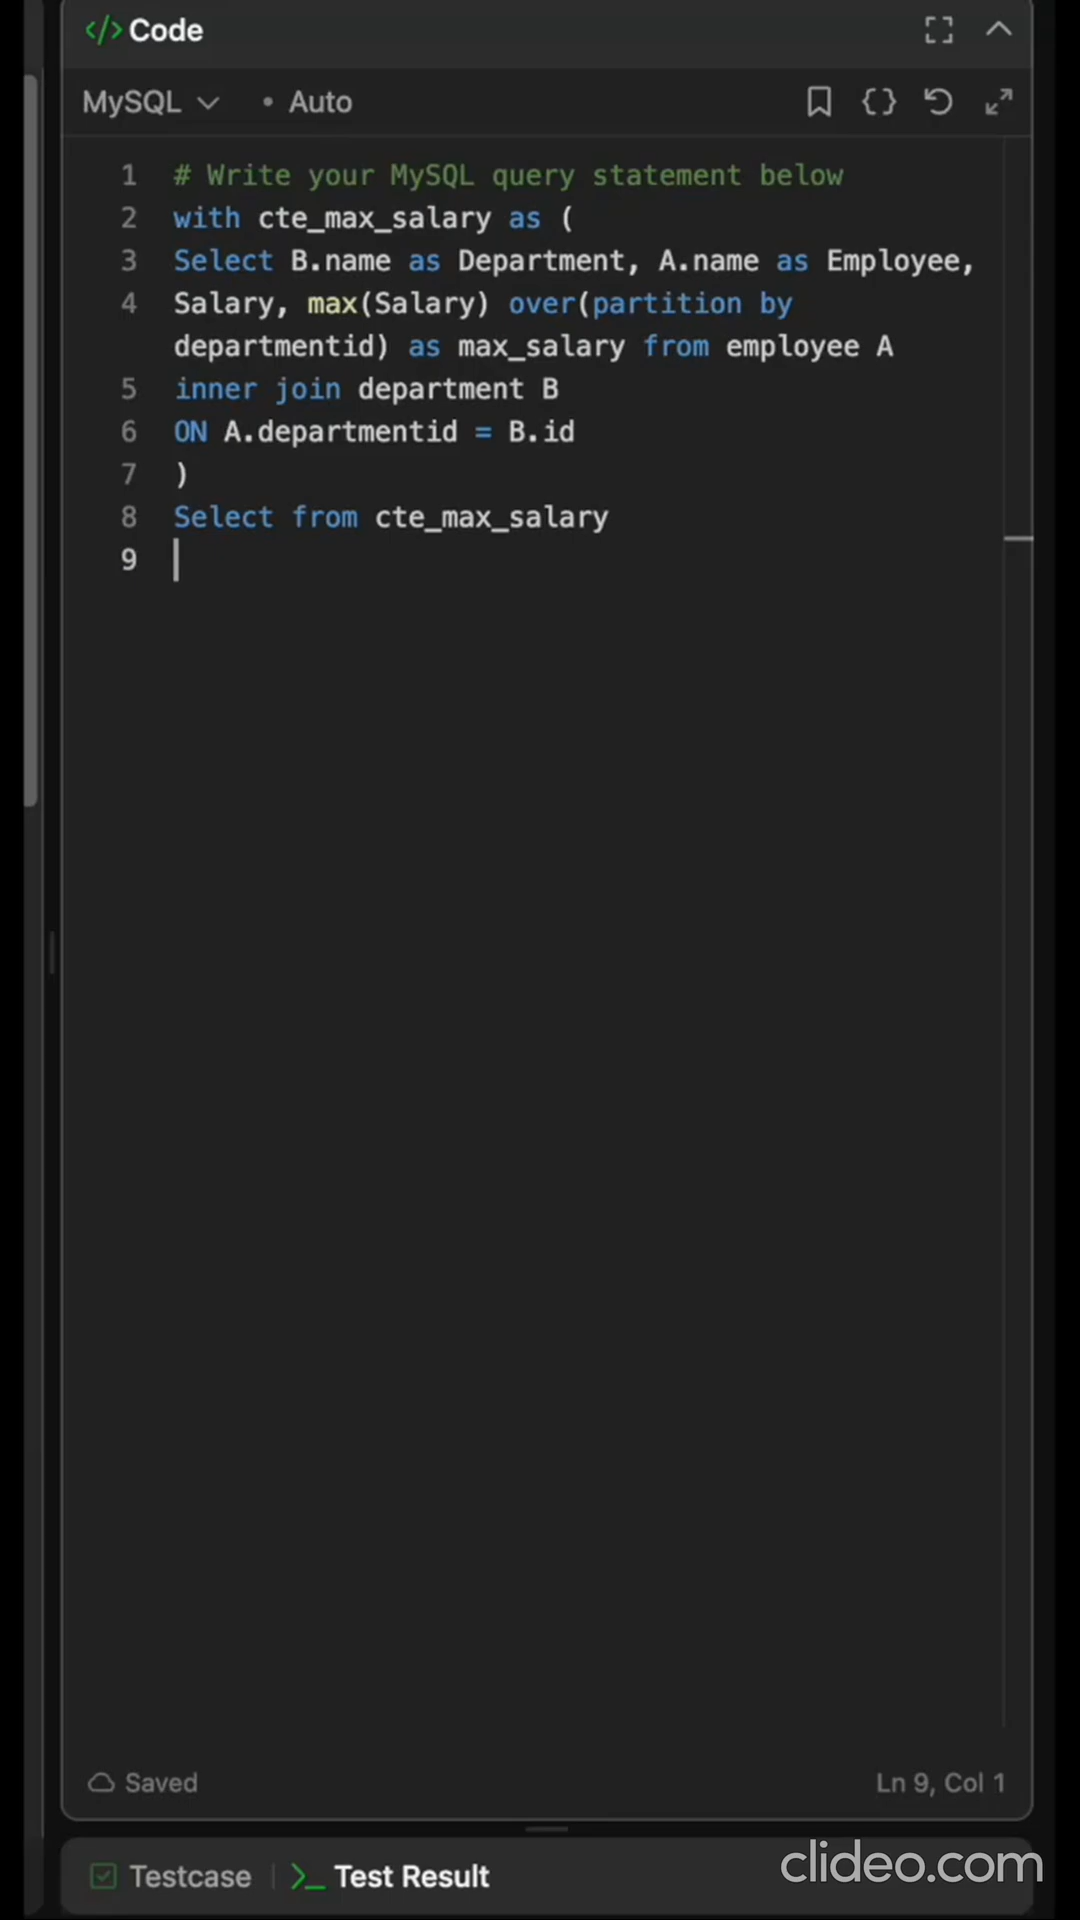 </> Code
MySQL • Auto
1 # Write your MySQL query statement below
2 with cte_max_salary as (
3 Select B.name as Department, A.name as Employee,
4 Salary, max(Salary) over(partition by
departmentid) as max_salary from employee A
5 inner join department B
6 ON A.departmentid = B.id
7 )
8 Select from cte_max_salary
9
Saved Ln 9, Col 1
Testcase | >_ Test Result
clideo.com